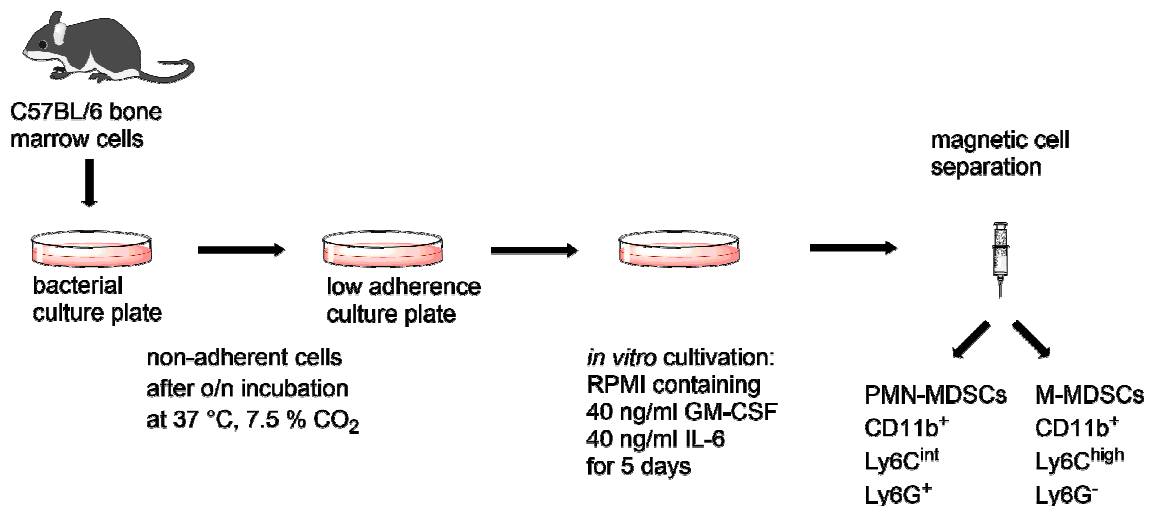 C57BL/6 bone
marrow cells
bacterial
culture plate
non-adherent cells
after o/n incubation
at 37 °C, 7.5 % CO₂
low adherence
culture plate
in vitro cultivation:
RPMI containing
40 ng/ml GM-CSF
40 ng/ml IL-6
for 5 days
magnetic cell
separation
PMN-MDSCs
CD11b⁺
Ly6Cⁱⁿᵗ
Ly6G⁺
M-MDSCs
CD11b⁺
Ly6Cʰⁱᵍʰ
Ly6G⁻